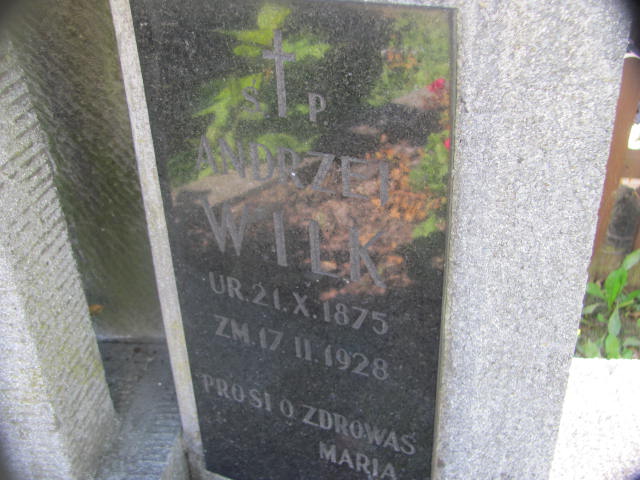 S P
ANDRZEJ
WILK
UR. 21. X. 1875
ZM. 17 II. 1928
PROSI O ZDROWAŚ
MARIA